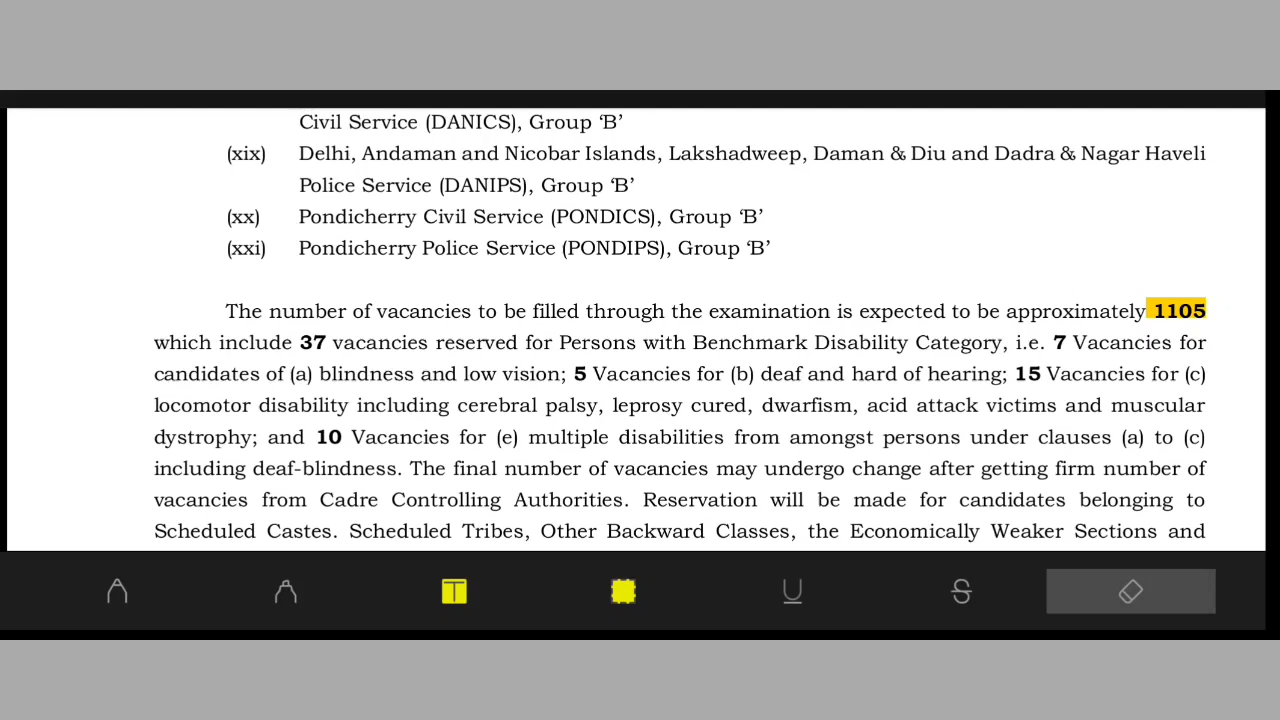 Civil Service (DANICS), Group ‘B’
(xix) Delhi, Andaman and Nicobar Islands, Lakshadweep, Daman & Diu and Dadra & Nagar Haveli
Police Service (DANIPS), Group ‘B’
(xx) Pondicherry Civil Service (PONDICS), Group ‘B’
(xxi) Pondicherry Police Service (PONDIPS), Group ‘B’
The number of vacancies to be filled through the examination is expected to be approximately 1105
which include 37 vacancies reserved for Persons with Benchmark Disability Category, i.e. 7 Vacancies for
candidates of (a) blindness and low vision; 5 Vacancies for (b) deaf and hard of hearing; 15 Vacancies for (c)
locomotor disability including cerebral palsy, leprosy cured, dwarfism, acid attack victims and muscular
dystrophy; and 10 Vacancies for (e) multiple disabilities from amongst persons under clauses (a) to (c)
including deaf-blindness. The final number of vacancies may undergo change after getting firm number of
vacancies from Cadre Controlling Authorities. Reservation will be made for candidates belonging to
Scheduled Castes. Scheduled Tribes, Other Backward Classes, the Economically Weaker Sections and